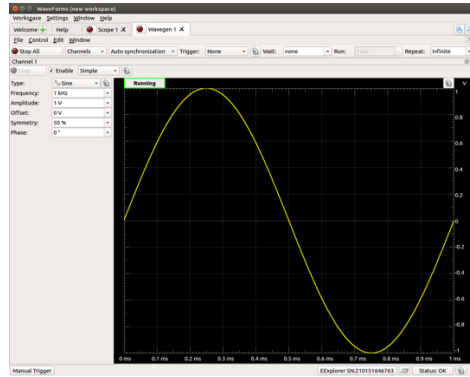 WaveForms (new workspace)
Workspace Settings Window Help
Welcome Help Scope 1 Wavegen 1
File Control Edit Window
Stop All Channels Auto synchronization Trigger: None Wait: none Run: Repeat: infinite
Channel 1
Stop Enable Simple
Type: Sine
Frequency: 1 kHz
Amplitude: 1 V
Offset: 0 V
Symmetry: 50 %
Phase: 0°
Running
V
1
0.8
0.6
0.4
0.2
0
-0.2
-0.4
-0.6
-0.8
-1
0 ms 0.1 ms 0.2 ms 0.3 ms 0.4 ms 0.5 ms 0.6 ms 0.7 ms 0.8 ms 0.9 ms 1 ms
Manual Trigger EExplorer SN:210151646763 Status: OK